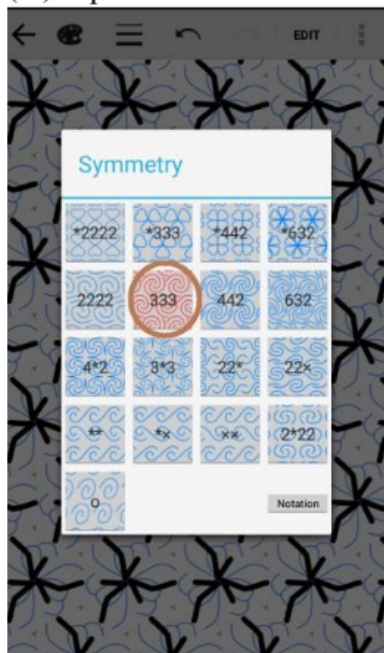 EDIT
Symmetry
*2222 *333 *442 *632
2222 333 442 632
4*2 3*3 22* 22×
** *× ×× 2*22
O
Notation